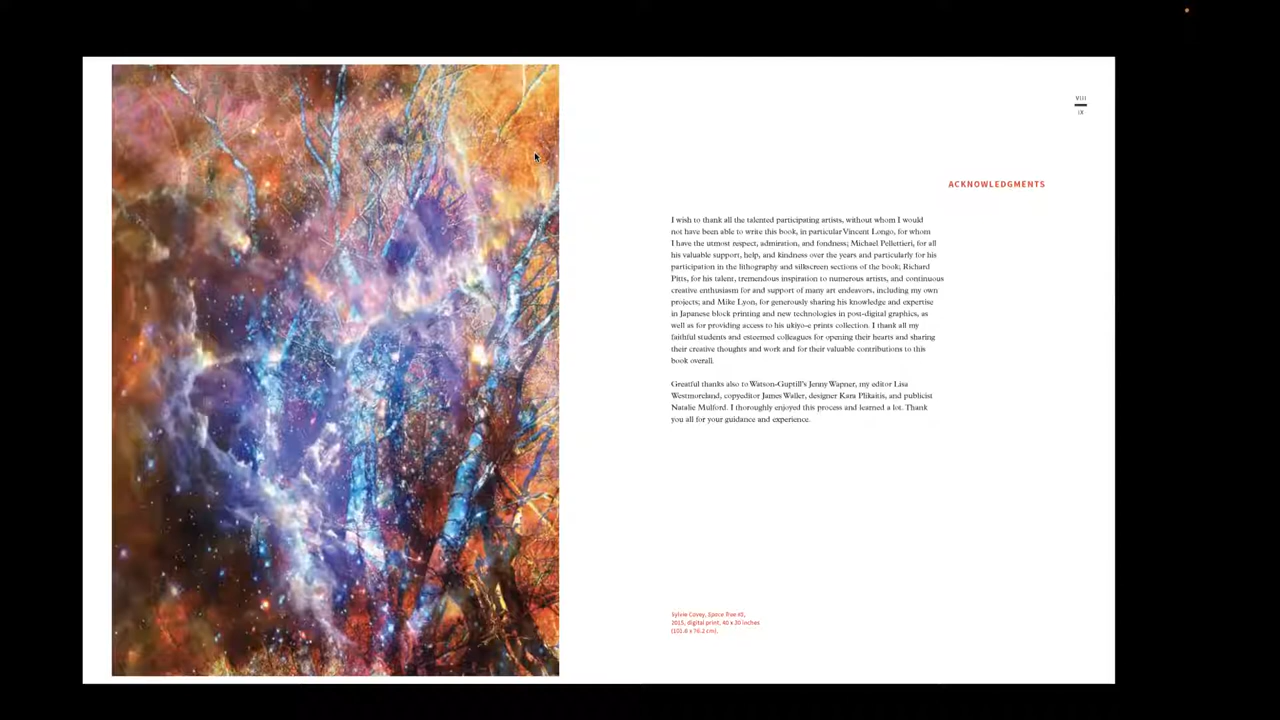 VIII
IX
ACKNOWLEDGMENTS
I wish to thank all the talented participating artists, without whom I would
not have been able to write this book, in particular Vincent Longo, for whom
I have the utmost respect, admiration, and fondness; Michael Pellettieri, for all
his valuable support, help, and kindness over the years and particularly for his
participation in the lithography and silkscreen sections of the book; Richard
Pitts, for his talent, tremendous inspiration to numerous artists, and continuous
creative enthusiasm for and support of many art endeavors, including my own
projects; and Mike Lyon, for generously sharing his knowledge and expertise
in Japanese block printing and new technologies in post-digital graphics, as
well as for providing access to his ukiyo-e prints collection. I thank all my
faithful students and esteemed colleagues for opening their hearts and sharing
their creative thoughts and work and for their valuable contributions to this
book overall.
Greatful thanks also to Watson-Guptill's Jenny Wapner, my editor Lisa
Westmoreland, copyeditor James Waller, designer Kara Plikaitis, and publicist
Natalie Mulford. I thoroughly enjoyed this process and learned a lot. Thank
you all for your guidance and experience.
Sylvie Covey, Space Tree #3,
2015, digital print, 40 x 30 inches
(101.6 x 76.2 cm).